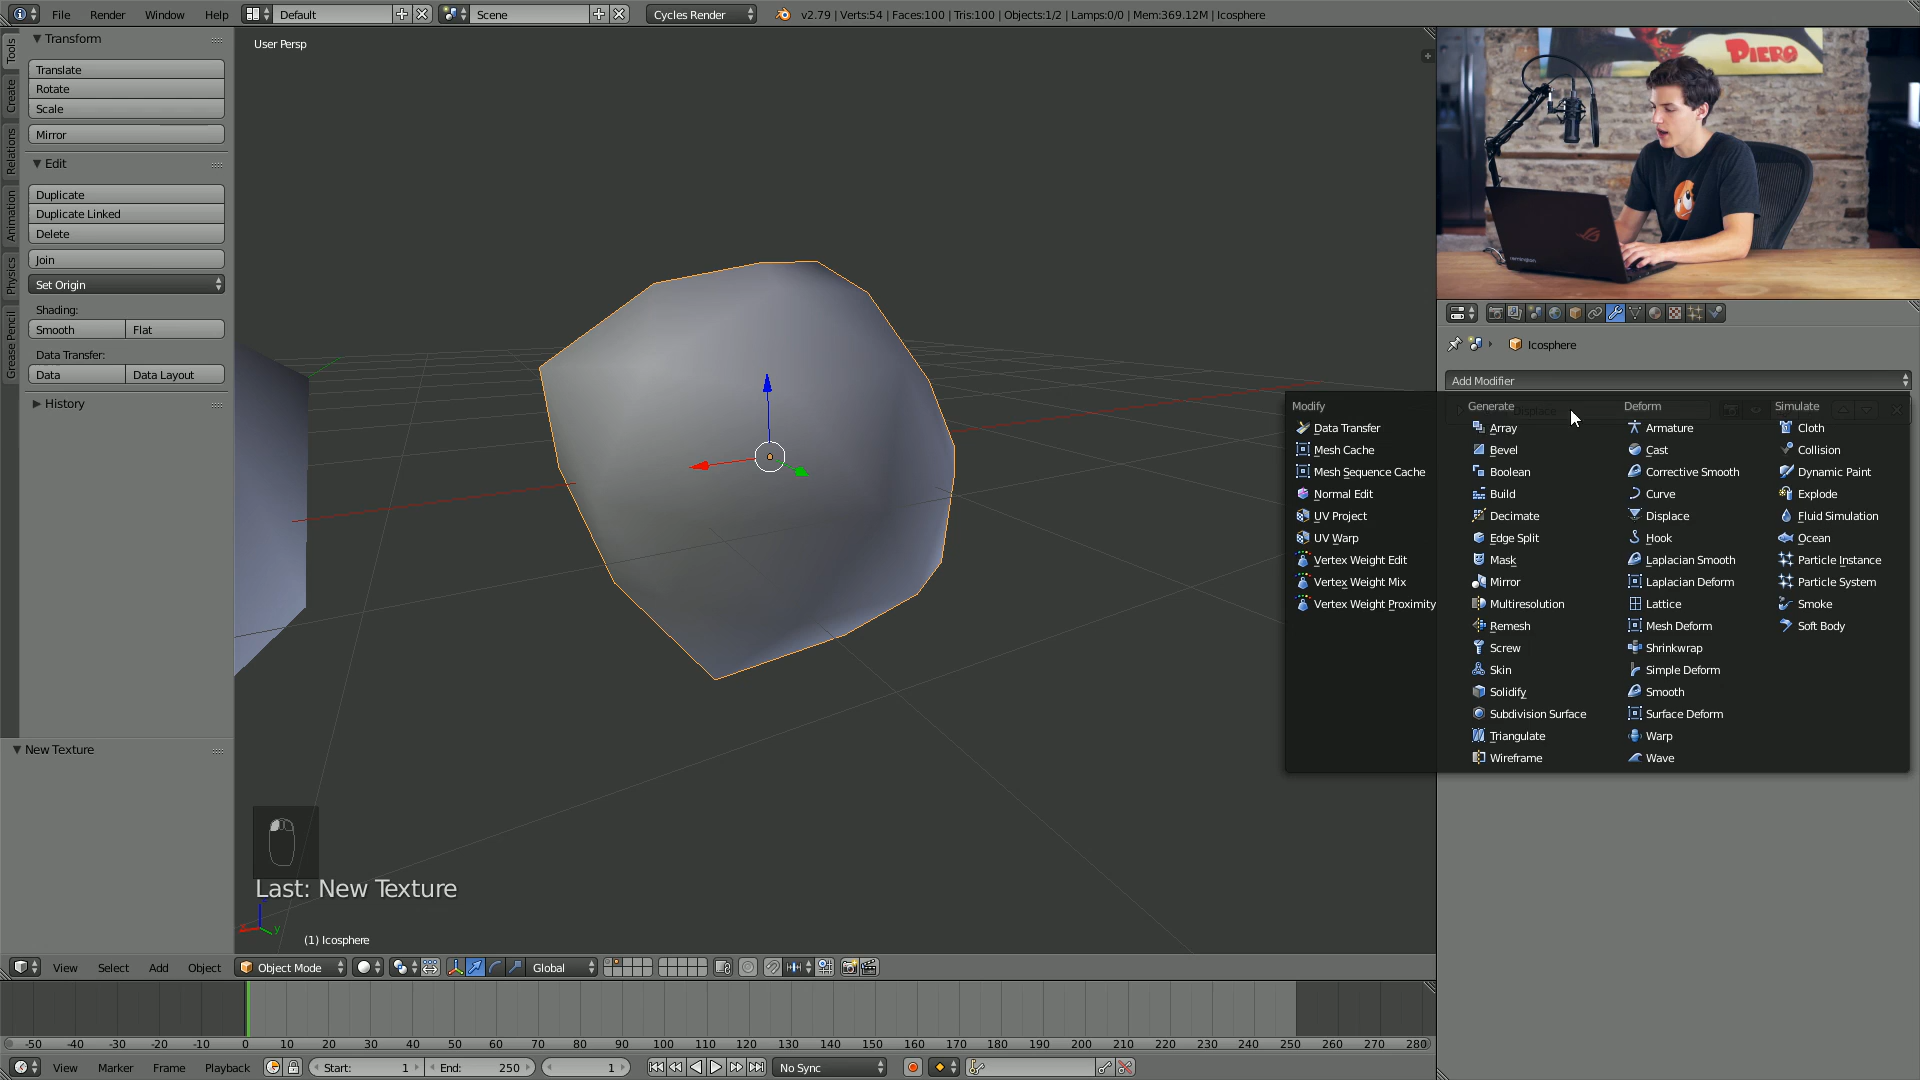 File Render Window Help Default Scene Cycles Render v2.79 | Verts:54 | Faces:100 | Tris:100 | Objects:1/2 | Lamps:0/0 | Mem:369.12M | Icosphere
Tools
Create
Relations
Animation
Physics
Grease Pencil
Transform
Translate
Rotate
Scale
Mirror
Edit
Duplicate
Duplicate Linked
Delete
Join
Set Origin
Shading:
Smooth Flat
Data Transfer:
Data Data Layout
History
New Texture
User Persp
Last: New Texture
(1) Icosphere
PIERO
Icosphere
Add Modifier
Modify
Data Transfer
Mesh Cache
Mesh Sequence Cache
Normal Edit
UV Project
UV Warp
Vertex Weight Edit
Vertex Weight Mix
Vertex Weight Proximity
Generate
Array
Bevel
Boolean
Build
Decimate
Edge Split
Mask
Mirror
Multiresolution
Remesh
Screw
Skin
Solidify
Subdivision Surface
Triangulate
Wireframe
Deform
Armature
Cast
Corrective Smooth
Curve
Displace
Hook
Laplacian Smooth
Laplacian Deform
Lattice
Mesh Deform
Shrinkwrap
Simple Deform
Smooth
Surface Deform
Warp
Wave
Simulate
Cloth
Collision
Dynamic Paint
Explode
Fluid Simulation
Ocean
Particle Instance
Particle System
Smoke
Soft Body
View Select Add Object Object Mode Global
-50 -40 -30 -20 -10 0 10 20 30 40 50 60 70 80 90 100 110 120 130 140 150 160 170 180 190 200 210 220 230 240 250 260 270 280
View Marker Frame Playback Start: 1 End: 250 1 No Sync